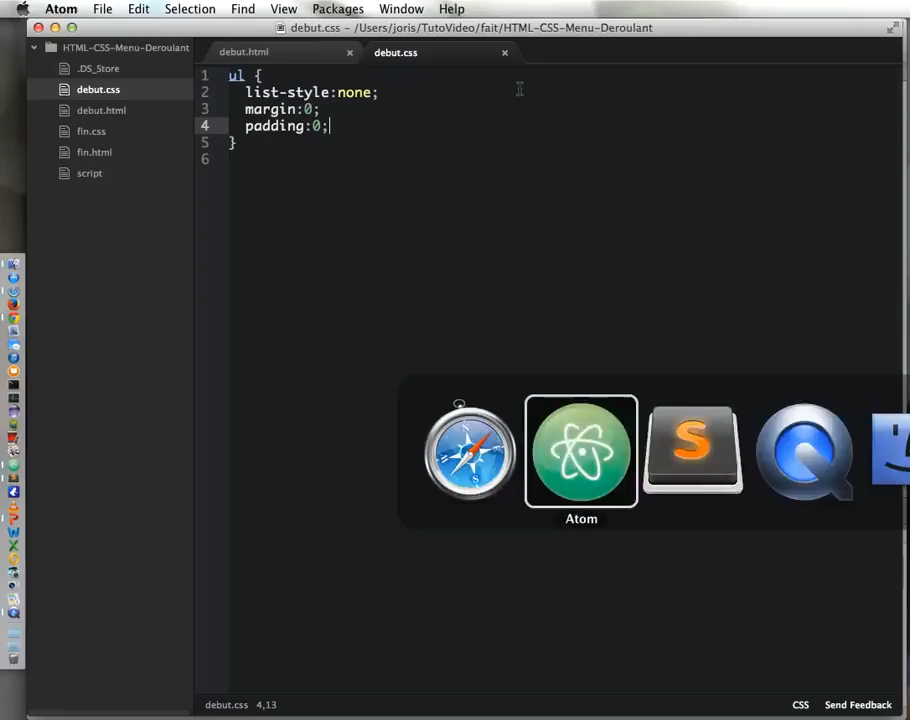 Atom File Edit Selection Find View Packages Window Help
debut.css – /Users/joris/TutoVideo/fait/HTML-CSS-Menu-Deroulant
HTML-CSS-Menu-Deroulant
.DS_Store
debut.css
debut.html
fin.css
fin.html
script
debut.html
debut.css
1 ul {
2 list-style:none;
3 margin:0;
4 padding:0;
5 }
6
S
Atom
debut.css 4,13
CSS Send Feedback